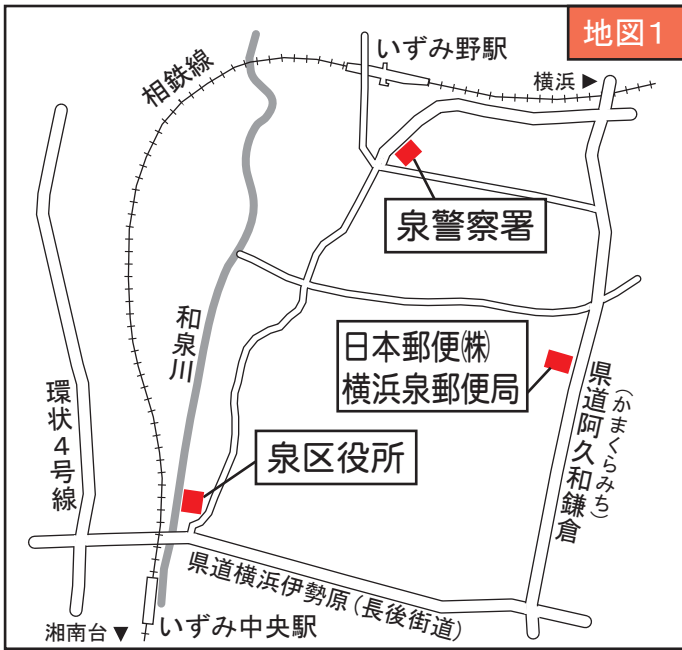 地図1
いずみ野駅
相鉄線
横浜 ▶
泉警察署
和泉川
日本郵便㈱
横浜泉郵便局
県道阿久和鎌倉
(かまくらみち)
環状4号線
泉区役所
県道横浜伊勢原(長後街道)
湘南台 ▼
いずみ中央駅